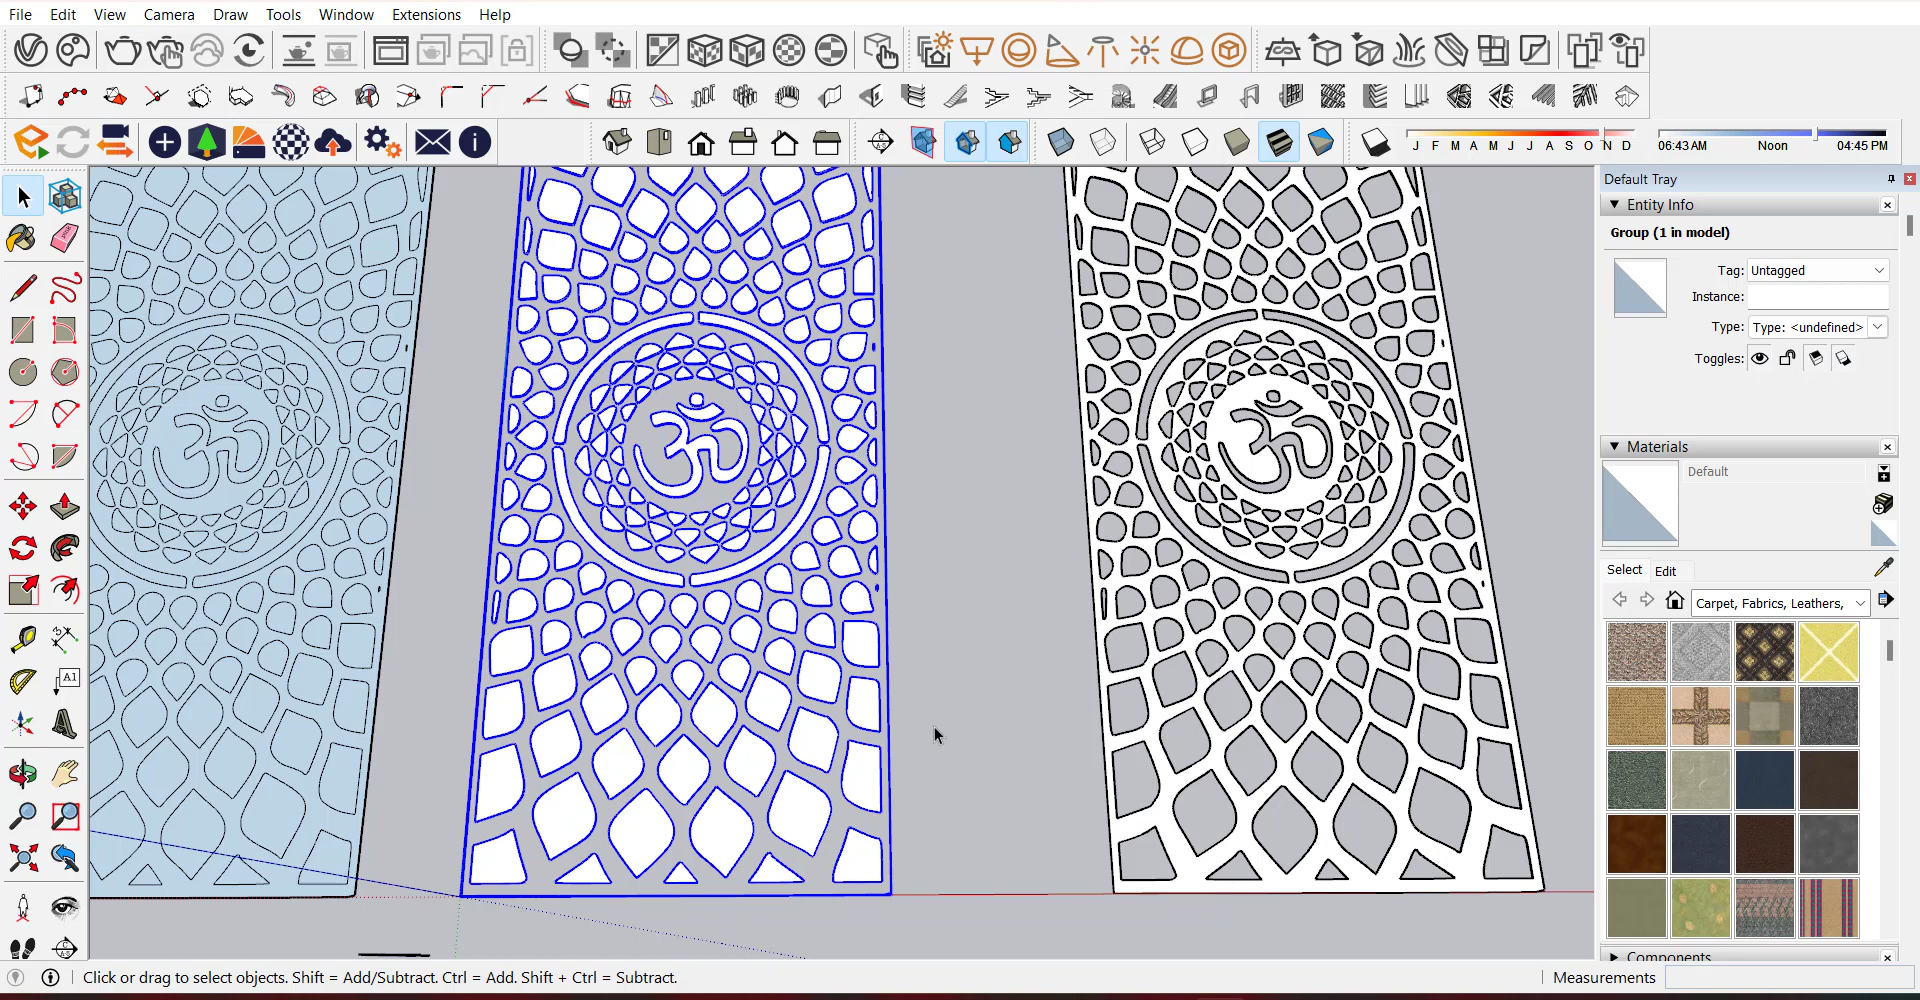 File Edit View Camera Draw Tools Window Extensions Help
J F M A M J J A S O N D
06:43 AM Noon 04:45 PM
Default Tray
Entity Info
Group (1 in model)
Tag: Untagged
Instance:
Type: Type: <undefined>
Toggles:
Materials
Default
Select Edit
Carpet, Fabrics, Leathers,
A1
ॐ ॐ ॐ
Components
Click or drag to select objects. Shift = Add/Subtract. Ctrl = Add. Shift + Ctrl = Subtract.
Measurements